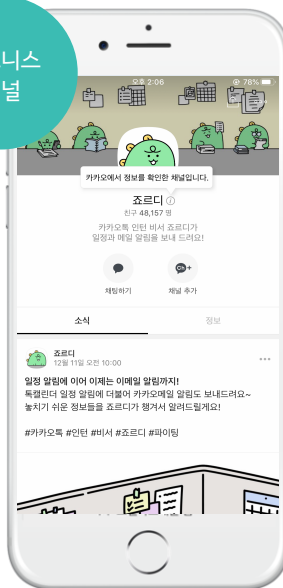 니스
널
오후 2:06
78%
카카오에서 정보를 확인한 채널입니다.
죠르디
친구 48,157 명
카카오톡 인턴 비서 죠르디가
일정과 메일 알림을 보내 드려요!
Ch+
채팅하기
채널 추가
소식
정보
죠르디
12월 11일 오전 10:00
일정 알림에 이어 이제는 이메일 알림까지!
톡캘린더 일정 알림에 더불어 카카오메일 알림도 보내드려요~
놓치기 쉬운 정보들을 죠르디가 챙겨서 알려드릴게요!
#카카오톡 #인턴 #비서 #죠르디 #파이팅